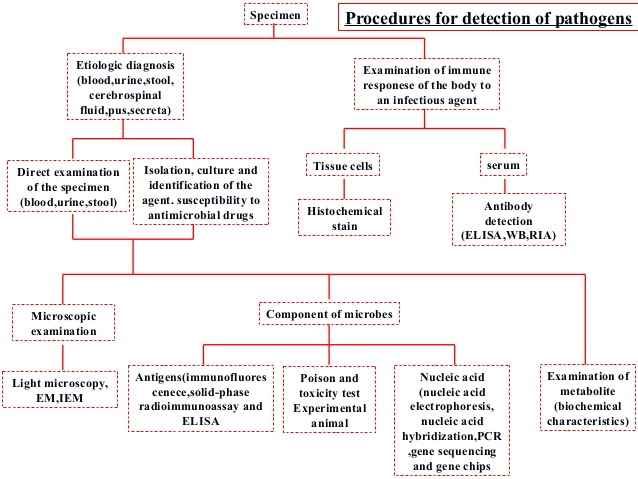 Specimen
Procedures for detection of pathogens
Etiologic diagnosis
(blood,urine,stool,
cerebrospinal
fluid,pus,secreta)
Examination of immune
responese of the body to
an infectious agent
Direct examination
of the specimen
(blood,urine,stool)
Isolation, culture and
identification of the
agent. susceptibility to
antimicrobial drugs
Tissue cells
serum
Histochemical
stain
Antibody
detection
(ELISA,WB,RIA)
Microscopic
examination
Component of microbes
Light microscopy,
EM,IEM
Antigens(immunofluores
cenece,solid-phase
radioimmunoassay and
ELISA
Poison and
toxicity test
Experimental
animal
Nucleic acid
(nucleic acid
electrophoresis,
nucleic acid
hybridization,PCR
,gene sequencing
and gene chips
Examination of
metabolite
(biochemical
characteristics)